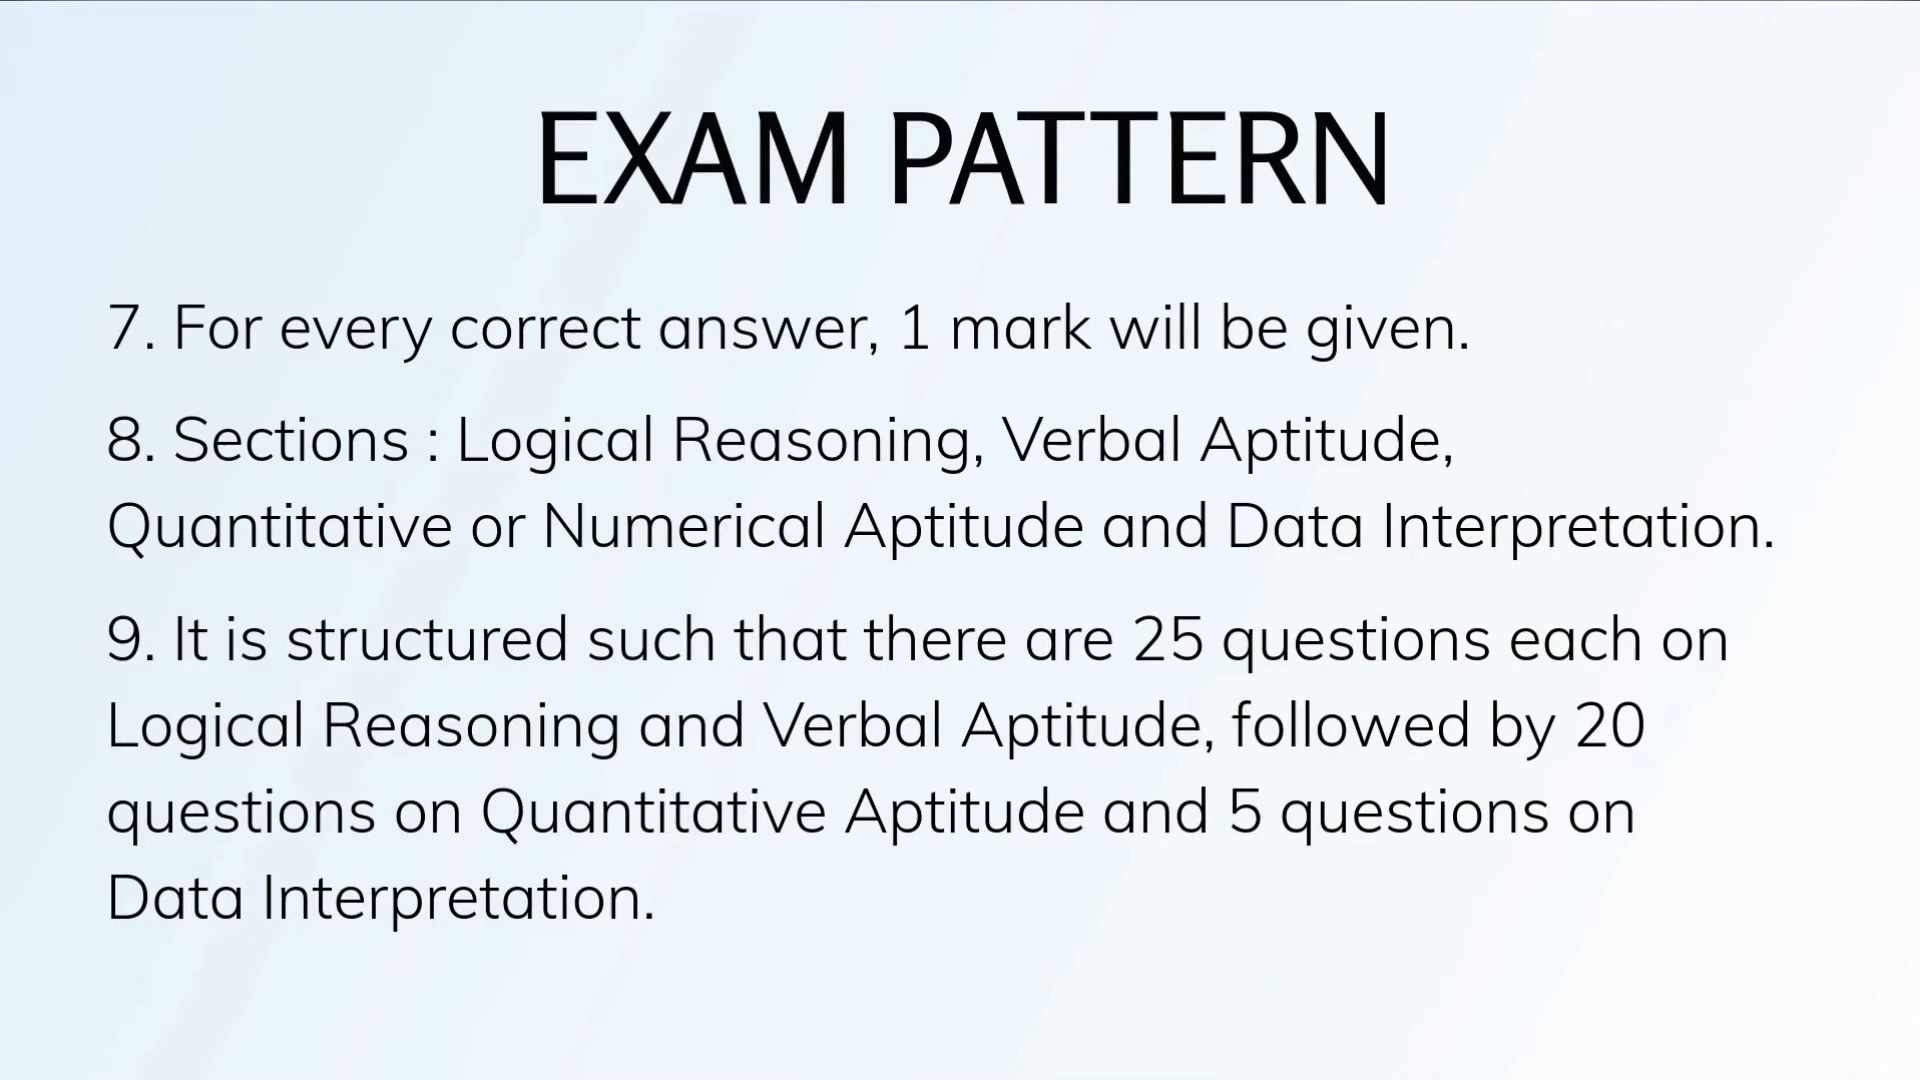 EXAM PATTERN
7. For every correct answer, 1 mark will be given.
8. Sections : Logical Reasoning, Verbal Aptitude,
Quantitative or Numerical Aptitude and Data Interpretation.
9. It is structured such that there are 25 questions each on
Logical Reasoning and Verbal Aptitude, followed by 20
questions on Quantitative Aptitude and 5 questions on
Data Interpretation.